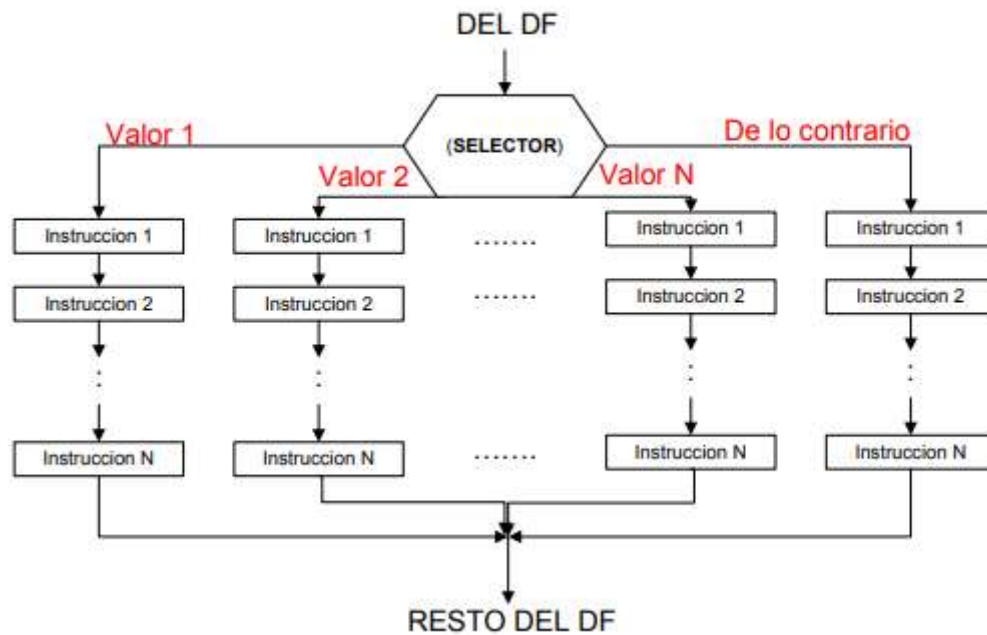 DEL DF
Valor 1
(SELECTOR)
De lo contrario
Valor 2
Valor N
Instruccion 1
Instruccion 1
.......
Instruccion 1
Instruccion 1
Instruccion 2
Instruccion 2
.......
Instruccion 2
Instruccion 2
Instruccion N
Instruccion N
.......
Instruccion N
Instruccion N
RESTO DEL DF